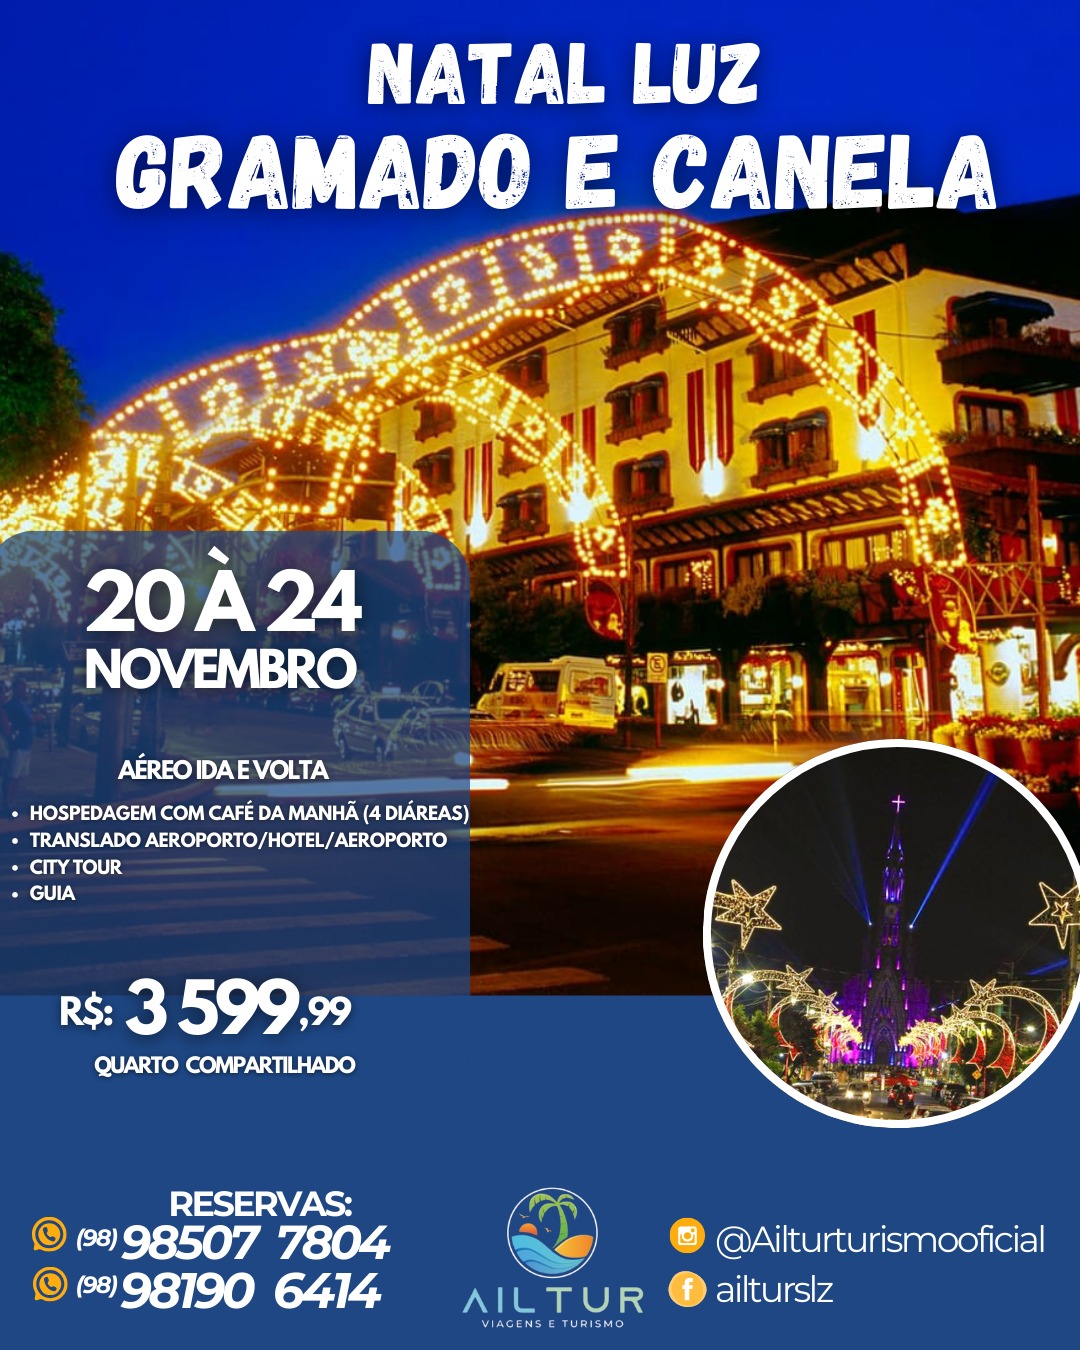 NATAL LUZ
GRAMADO E CANELA
20 À 24
NOVEMBRO
AÉREO IDA E VOLTA
• HOSPEDAGEM COM CAFÉ DA MANHÃ (4 DIÁREAS)
• TRANSLADO AEROPORTO/HOTEL/AEROPORTO
• CITY TOUR
• GUIA
R$: 3 599,99
QUARTO COMPARTILHADO
RESERVAS:
(98) 98507 7804
(98) 98190 6414
AILTUR
VIAGENS E TURISMO
@Ailturturismooficial
ailturslz